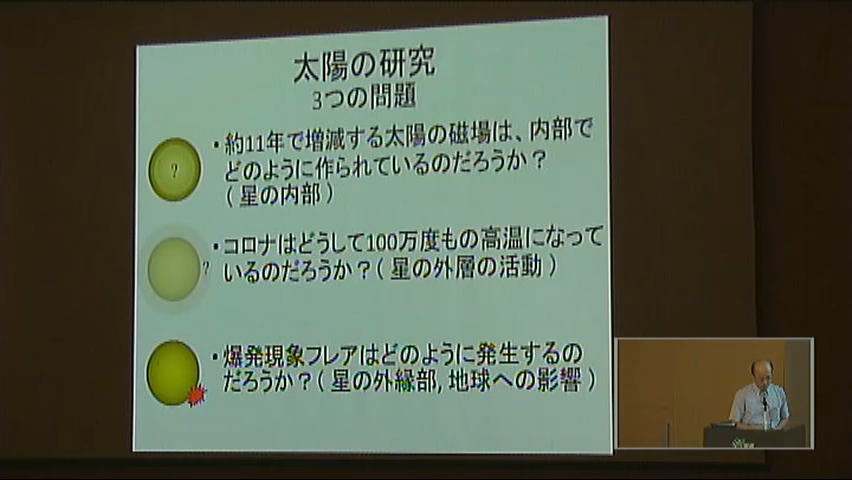 太陽の研究
3つの問題
・約11年で増減する太陽の磁場は、内部で
どのように作られているのだろうか？
（星の内部）
?
・コロナはどうして100万度もの高温になって
いるのだろうか？（星の外層の活動）
?
・爆発現象フレアはどのように発生するの
だろうか？（星の外縁部,地球への影響）